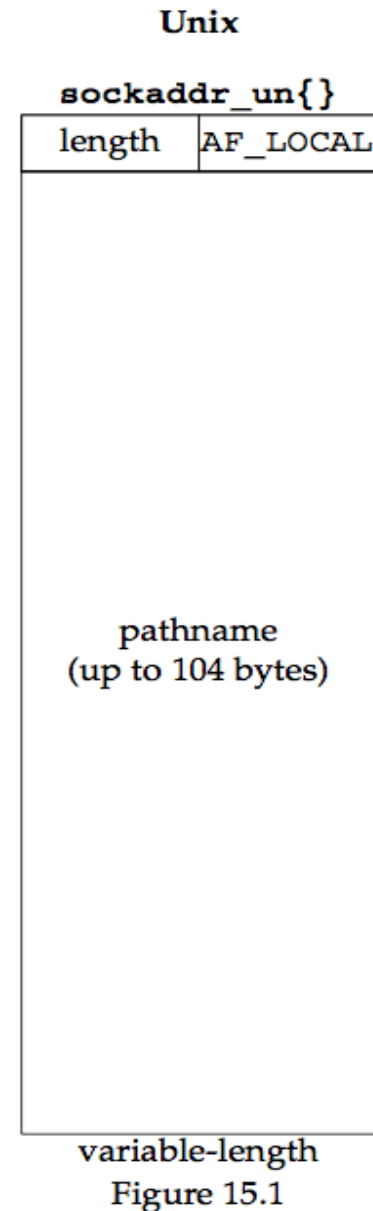 Unix
sockaddr_un{}
length AF_LOCAL
pathname
(up to 104 bytes)
variable-length
Figure 15.1